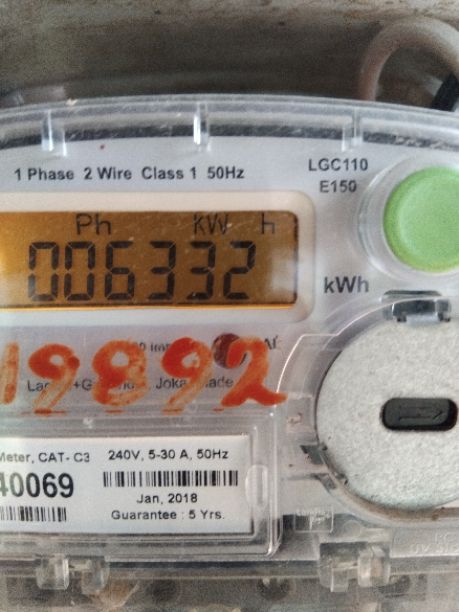 1 Phase 2 Wire Class 1 50Hz
LGC110
E150
Ph KW h
006332
kWh
19892
Joka
Meter, CAT- C3
240V, 5-30 A, 50Hz
40069
Jan, 2018
Guarantee : 5 Yrs.